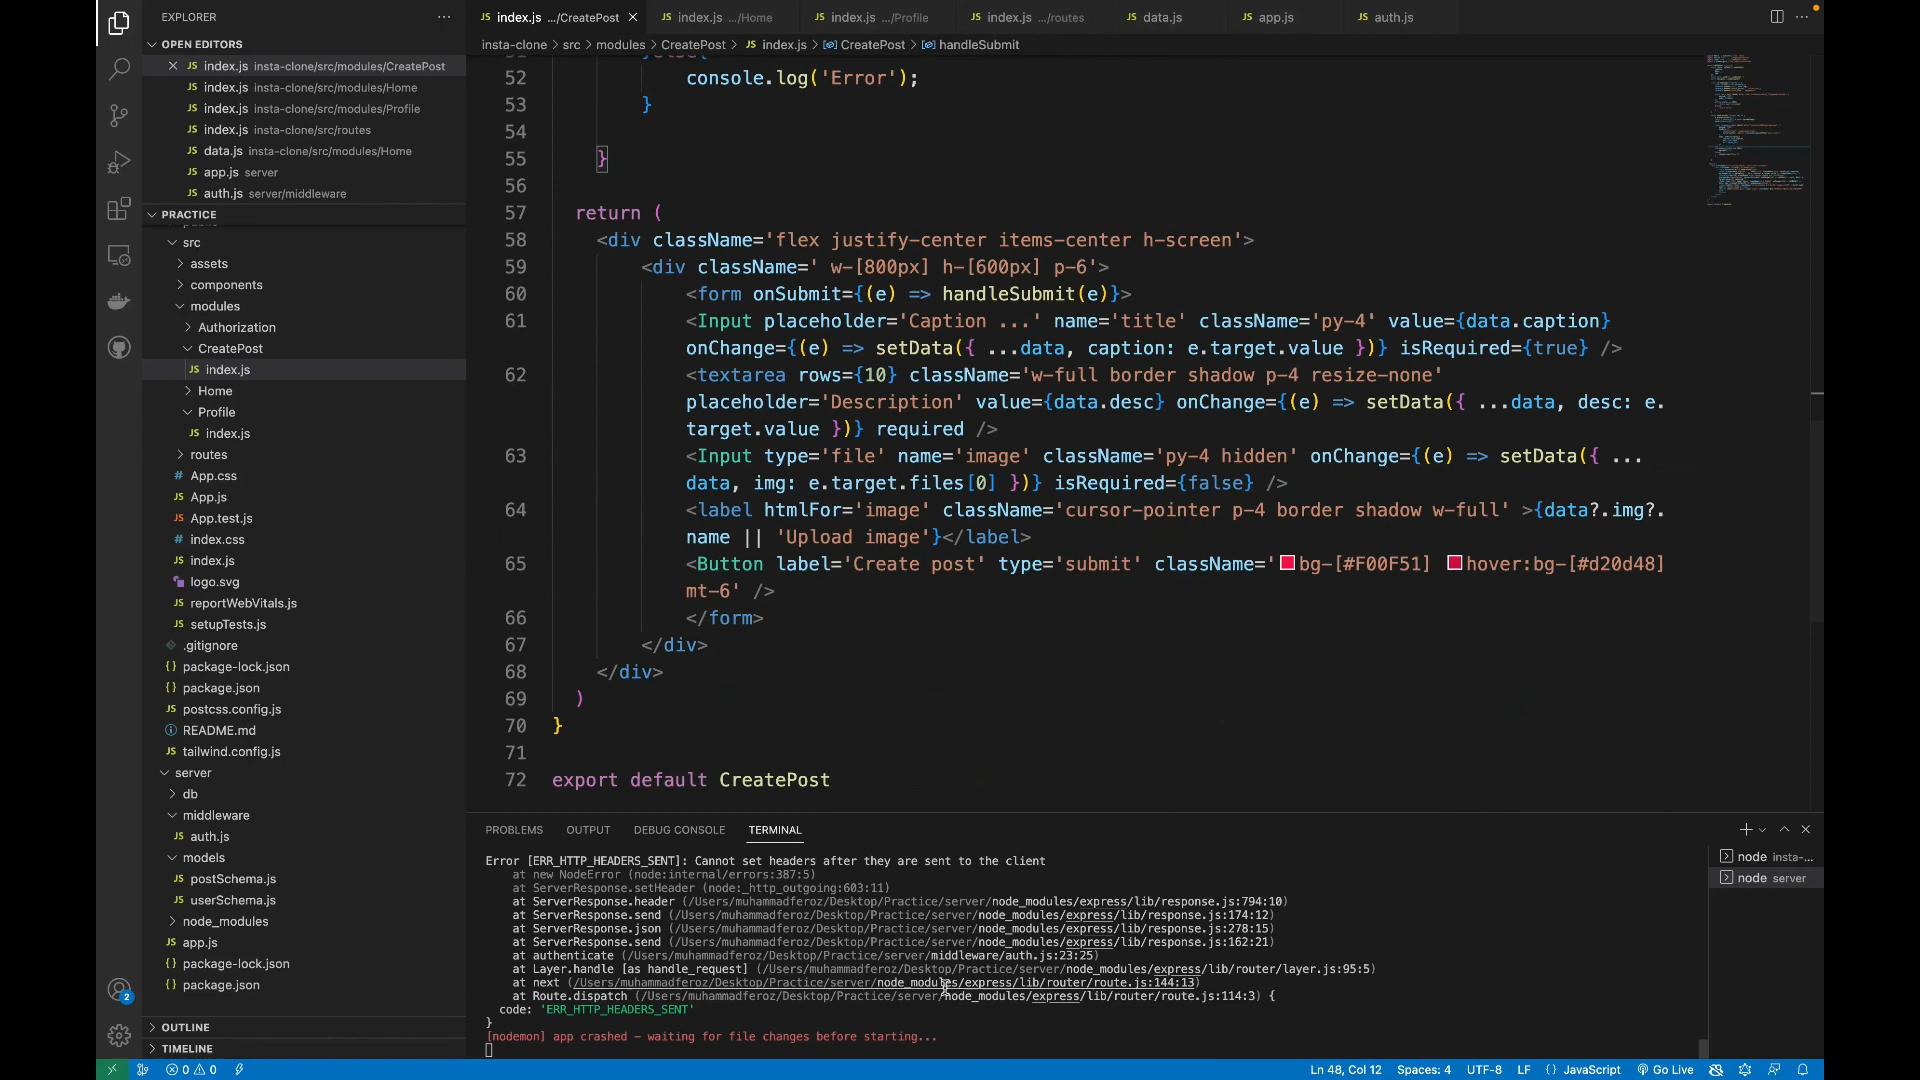 EXPLORER
OPEN EDITORS
index.js insta-clone/src/modules/CreatePost
index.js insta-clone/src/modules/Home
index.js insta-clone/src/modules/Profile
index.js insta-clone/src/routes
data.js insta-clone/src/modules/Home
app.js server
auth.js server/middleware
PRACTICE
src
assets
components
modules
Authorization
CreatePost
index.js
Home
Profile
index.js
routes
App.css
App.js
App.test.js
index.css
index.js
logo.svg
reportWebVitals.js
setupTests.js
.gitignore
package-lock.json
package.json
postcss.config.js
README.md
tailwind.config.js
server
db
middleware
auth.js
models
postSchema.js
userSchema.js
node_modules
app.js
package-lock.json
package.json
OUTLINE
TIMELINE
index.js .../CreatePost
index.js .../Home
index.js .../Profile
index.js .../routes
data.js
app.js
auth.js
insta-clone > src > modules > CreatePost > index.js > CreatePost > handleSubmit
52 console.log('Error');
53 }
54
55 }
56
57 return (
58 <div className='flex justify-center items-center h-screen'>
59 <div className=' w-[800px] h-[600px] p-6'>
60 <form onSubmit={(e) => handleSubmit(e)}>
61 <Input placeholder='Caption ...' name='title' className='py-4' value={data.caption}
onChange={(e) => setData({ ...data, caption: e.target.value })} isRequired={true} />
62 <textarea rows={10} className='w-full border shadow p-4 resize-none'
placeholder='Description' value={data.desc} onChange={(e) => setData({ ...data, desc: e.
target.value })} required />
63 <Input type='file' name='image' className='py-4 hidden' onChange={(e) => setData({ ...
data, img: e.target.files[0] })} isRequired={false} />
64 <label htmlFor='image' className='cursor-pointer p-4 border shadow w-full' >{data?.img?.
name || 'Upload image'}</label>
65 <Button label='Create post' type='submit' className='bg-[#F00F51] hover:bg-[#d20d48]
mt-6' />
66 </form>
67 </div>
68 </div>
69 )
70 }
71
72 export default CreatePost
PROBLEMS OUTPUT DEBUG CONSOLE TERMINAL
Error [ERR_HTTP_HEADERS_SENT]: Cannot set headers after they are sent to the client
at new NodeError (node:internal/errors:387:5)
at ServerResponse.setHeader (node:_http_outgoing:603:11)
at ServerResponse.header (/Users/muhammadferoz/Desktop/Practice/server/node_modules/express/lib/response.js:794:10)
at ServerResponse.send (/Users/muhammadferoz/Desktop/Practice/server/node_modules/express/lib/response.js:174:12)
at ServerResponse.json (/Users/muhammadferoz/Desktop/Practice/server/node_modules/express/lib/response.js:278:15)
at ServerResponse.send (/Users/muhammadferoz/Desktop/Practice/server/node_modules/express/lib/response.js:162:21)
at authenticate (/Users/muhammadferoz/Desktop/Practice/server/middleware/auth.js:23:25)
at Layer.handle [as handle_request] (/Users/muhammadferoz/Desktop/Practice/server/node_modules/express/lib/router/layer.js:95:5)
at next (/Users/muhammadferoz/Desktop/Practice/server/node_modules/express/lib/router/route.js:144:13)
at Route.dispatch (/Users/muhammadferoz/Desktop/Practice/server/node_modules/express/lib/router/route.js:114:3) {
code: 'ERR_HTTP_HEADERS_SENT'
}
[nodemon] app crashed - waiting for file changes before starting...
node insta-...
node server
2
0 0
Ln 48, Col 12
Spaces: 4
UTF-8
LF
{} JavaScript
Go Live